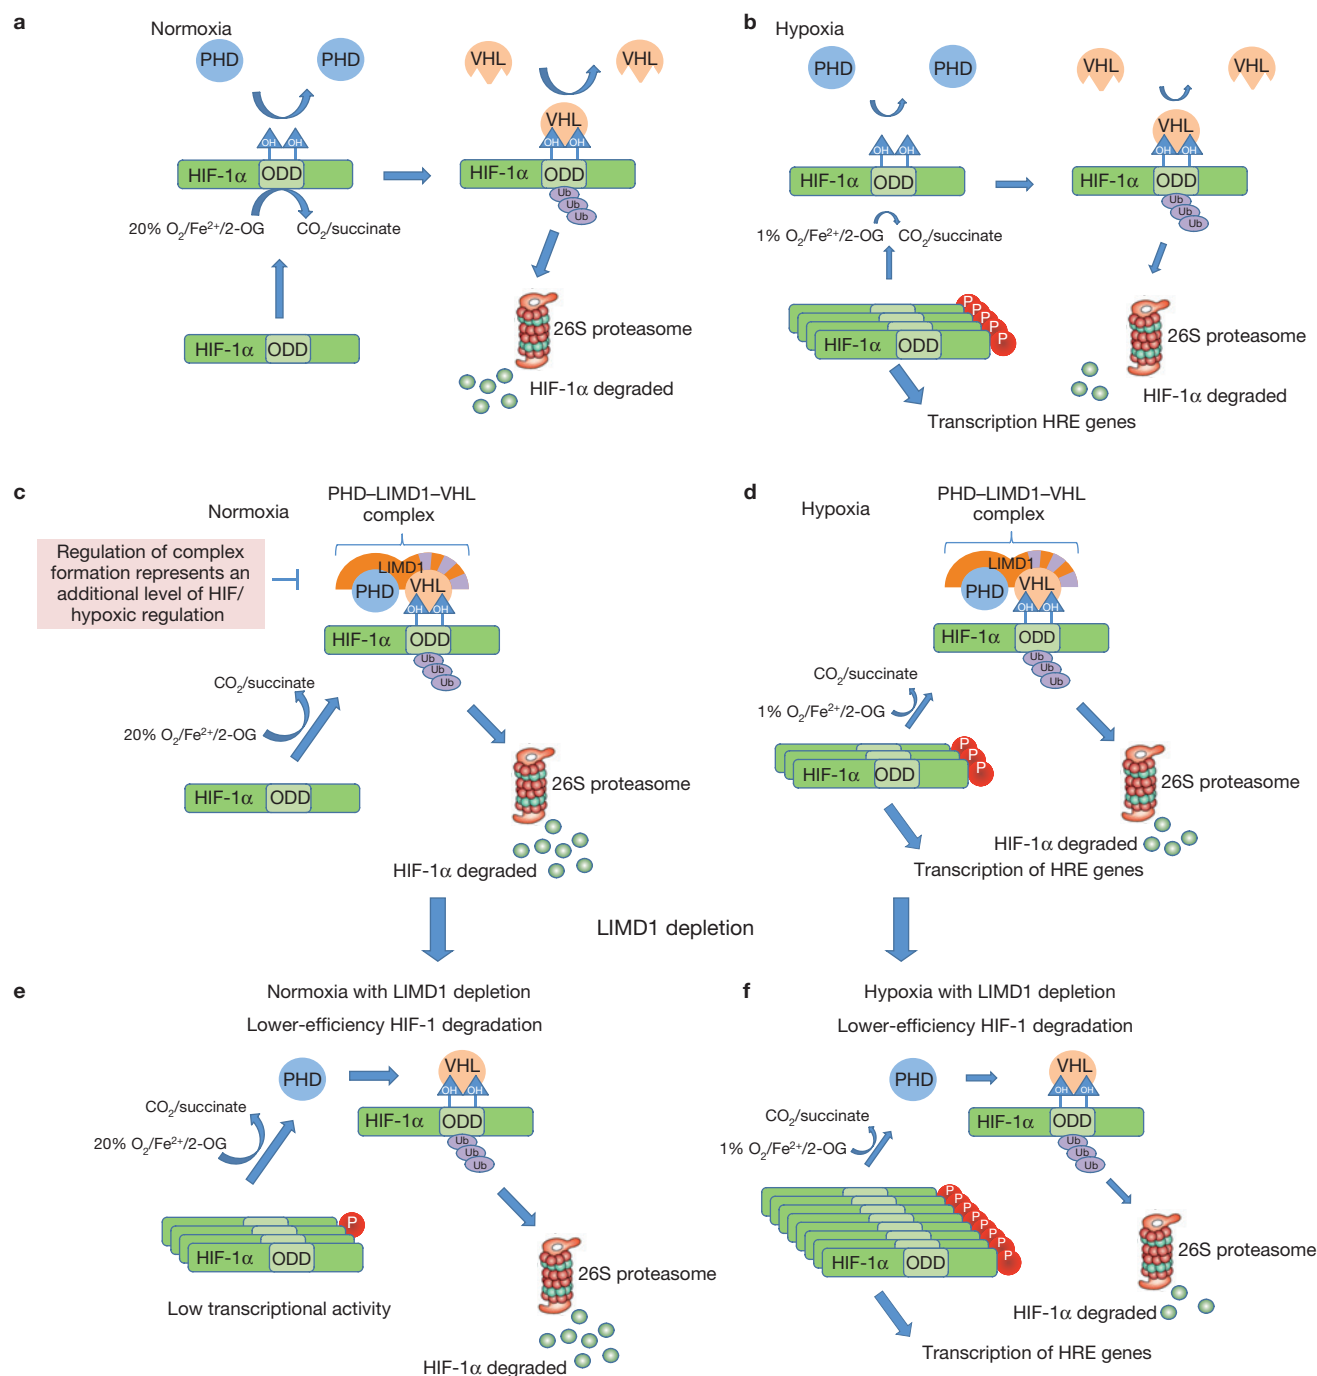 a
Normoxia
PHD
PHD
VHL
VHL
VHL
OH
OH
OH
OH
HIF-1α
ODD
HIF-1α
ODD
Ub
Ub
Ub
20% O₂/Fe²⁺/2-OG
CO₂/succinate
HIF-1α
ODD
26S proteasome
HIF-1α degraded
b
Hypoxia
PHD
PHD
VHL
VHL
VHL
OH
OH
OH
OH
HIF-1α
ODD
HIF-1α
ODD
Ub
Ub
Ub
1% O₂/Fe²⁺/2-OG
CO₂/succinate
P
P
P
P
P
HIF-1α
ODD
26S proteasome
HIF-1α degraded
Transcription HRE genes
c
Normoxia
PHD–LIMD1–VHL
complex
Regulation of complex
formation represents an
additional level of HIF/
hypoxic regulation
LIMD1
PHD
VHL
OH
OH
HIF-1α
ODD
Ub
Ub
Ub
CO₂/succinate
20% O₂/Fe²⁺/2-OG
HIF-1α
ODD
26S proteasome
HIF-1α degraded
d
Hypoxia
PHD–LIMD1–VHL
complex
LIMD1
PHD
VHL
OH
OH
HIF-1α
ODD
Ub
Ub
Ub
CO₂/succinate
1% O₂/Fe²⁺/2-OG
P
P
P
HIF-1α
ODD
26S proteasome
HIF-1α degraded
Transcription of HRE genes
LIMD1 depletion
e
Normoxia with LIMD1 depletion
Lower-efficiency HIF-1 degradation
PHD
VHL
OH
OH
HIF-1α
ODD
Ub
Ub
Ub
CO₂/succinate
20% O₂/Fe²⁺/2-OG
P
HIF-1α
ODD
Low transcriptional activity
26S proteasome
HIF-1α degraded
f
Hypoxia with LIMD1 depletion
Lower-efficiency HIF-1 degradation
PHD
VHL
OH
OH
HIF-1α
ODD
Ub
Ub
Ub
CO₂/succinate
1% O₂/Fe²⁺/2-OG
P
P
P
P
P
P
P
P
HIF-1α
ODD
26S proteasome
HIF-1α degraded
Transcription of HRE genes